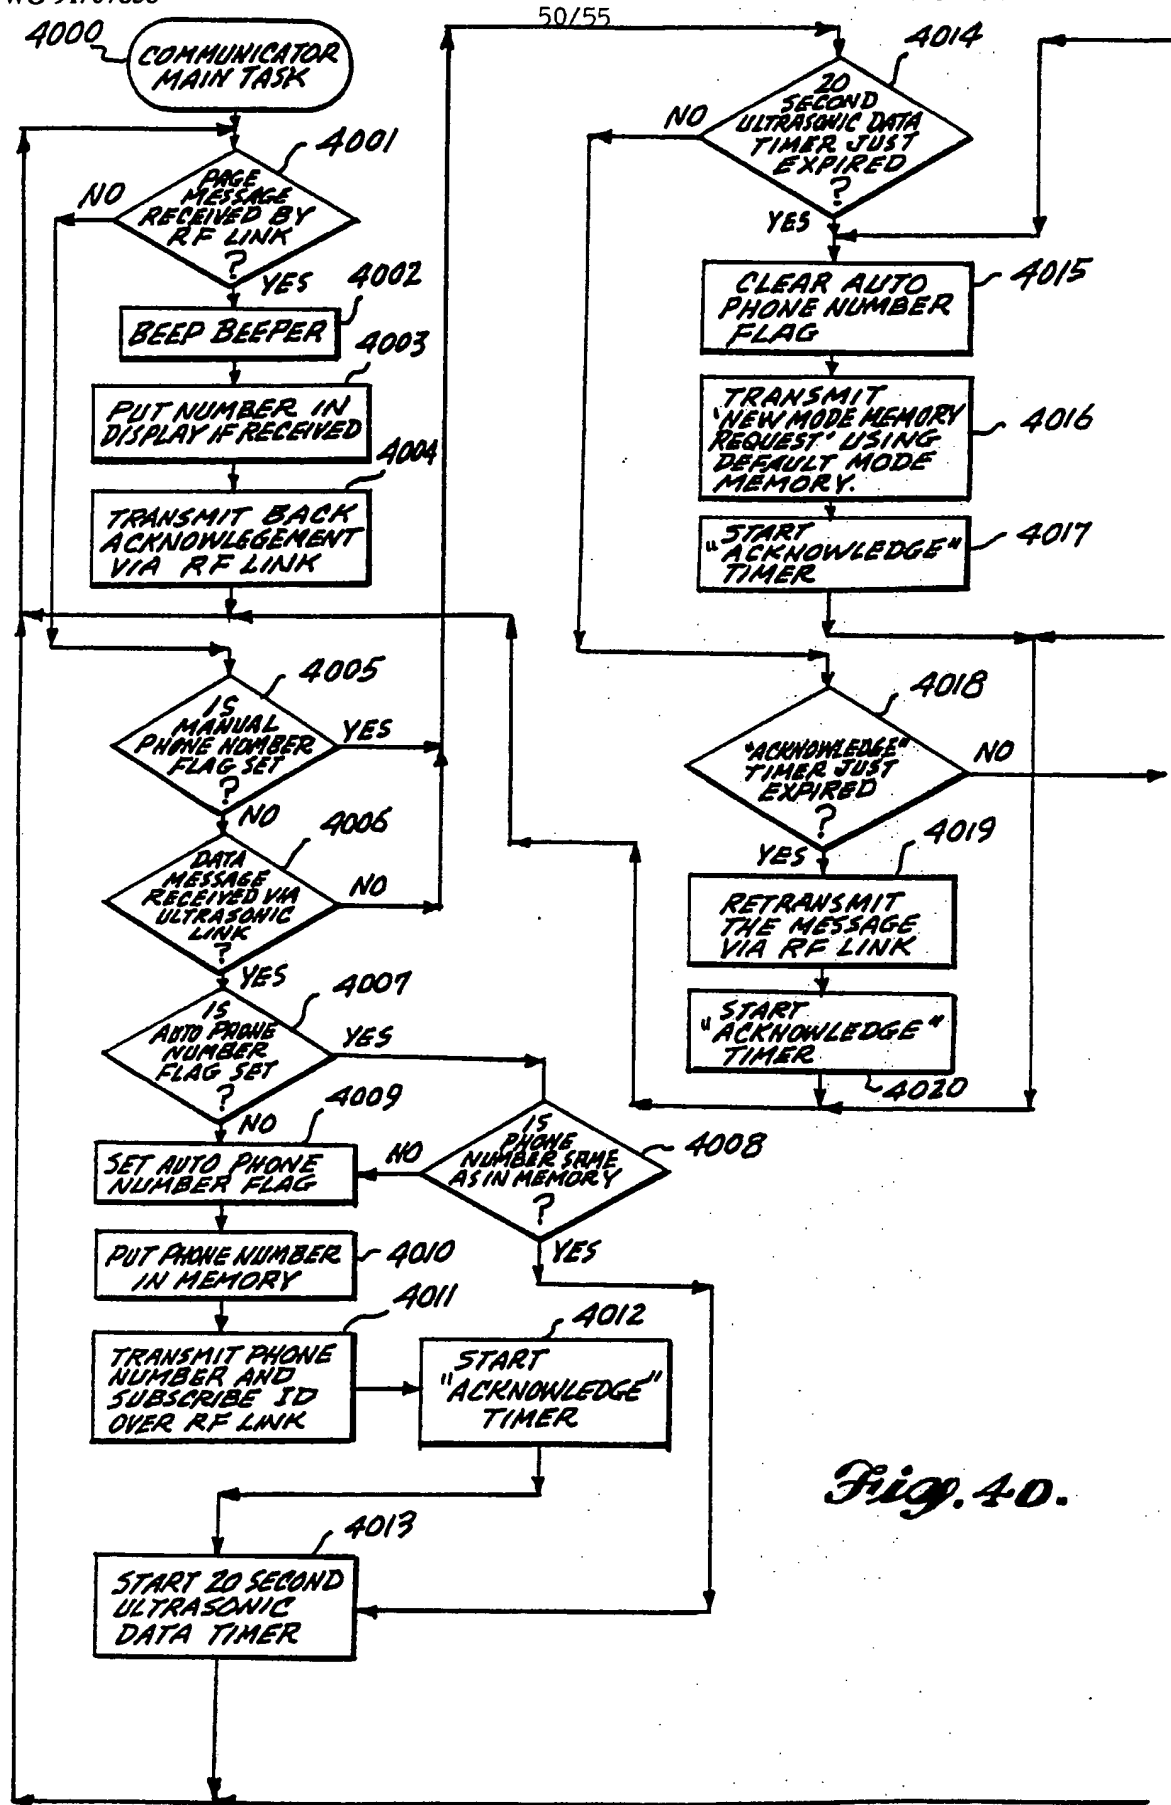 50/55
4000
COMMUNICATOR
MAIN TASK
4001
PAGE
MESSAGE
RECEIVED BY
RF LINK
?
NO
YES
4002
BEEP BEEPER
4003
PUT NUMBER IN
DISPLAY IF RECEIVED
4004
TRANSMIT BACK
ACKNOWLEGEMENT
VIA RF LINK
4005
IS
MANUAL
PHONE NUMBER
FLAG SET
?
YES
NO
4006
DATA
MESSAGE
RECEIVED VIA
ULTRASONIC
LINK
?
NO
YES
4007
IS
AUTO PHONE
NUMBER
FLAG SET
?
YES
NO
4008
IS
PHONE
NUMBER SAME
AS IN MEMORY
?
NO
YES
4009
SET AUTO PHONE
NUMBER FLAG
4010
PUT PHONE NUMBER
IN MEMORY
4011
TRANSMIT PHONE
NUMBER AND
SUBSCRIBE ID
OVER RF LINK
4012
"START
"ACKNOWLEDGE"
TIMER
4013
START 20 SECOND
ULTRASONIC
DATA TIMER
4014
20
SECOND
ULTRASONIC DATA
TIMER JUST
EXPIRED
?
NO
YES
4015
CLEAR AUTO
PHONE NUMBER
FLAG
4016
TRANSMIT
'NEW MODE MEMORY
REQUEST' USING
DEFAULT MODE
MEMORY.
4017
START
"ACKNOWLEDGE"
TIMER
4018
"ACKNOWLEDGE"
TIMER JUST
EXPIRED
?
NO
YES
4019
RETRANSMIT
THE MESSAGE
VIA RF LINK
4020
START
"ACKNOWLEDGE"
TIMER
Fig. 40.